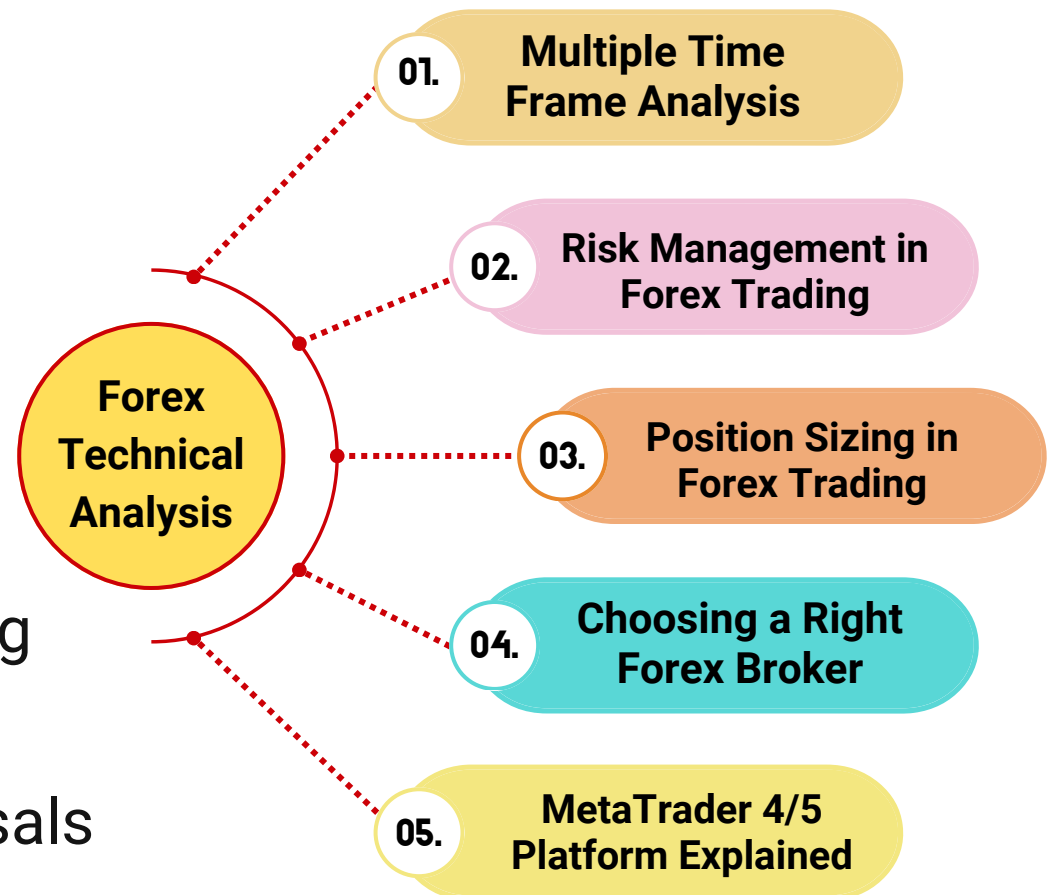 01.
Multiple Time
Frame Analysis
02.
Risk Management in
Forex Trading
Forex
Technical
Analysis
03.
Position Sizing in
Forex Trading
04.
Choosing a Right
Forex Broker
05.
MetaTrader 4/5
Platform Explained